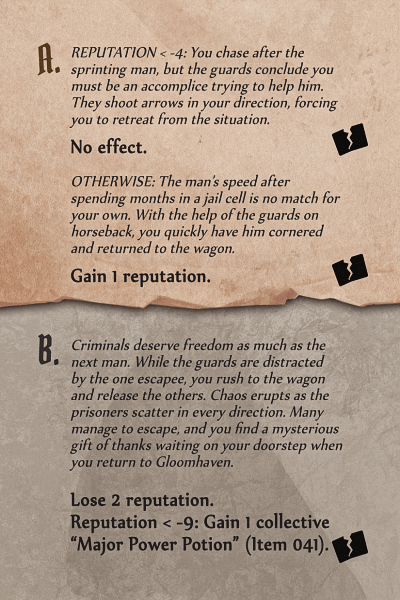 A. REPUTATION < -4: You chase after the
sprinting man, but the guards conclude you
must be an accomplice trying to help him.
They shoot arrows in your direction, forcing
you to retreat from the situation.
No effect.
OTHERWISE: The man's speed after
spending months in a jail cell is no match for
your own. With the help of the guards on
horseback, you quickly have him cornered
and returned to the wagon.
Gain 1 reputation.
B. Criminals deserve freedom as much as the
next man. While the guards are distracted
by the one escapee, you rush to the wagon
and release the others. Chaos erupts as the
prisoners scatter in every direction. Many
manage to escape, and you find a mysterious
gift of thanks waiting on your doorstep when
you return to Gloomhaven.
Lose 2 reputation.
Reputation < -9: Gain 1 collective
“Major Power Potion” (Item 041).